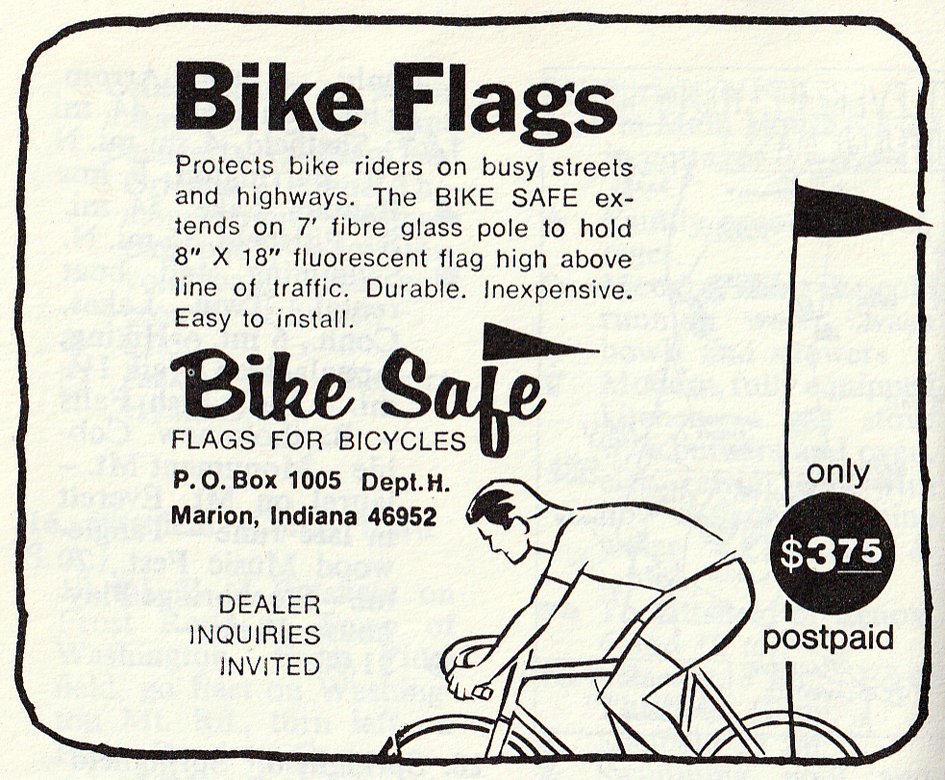 Bike Flags
Protects bike riders on busy streets
and highways. The BIKE SAFE ex-
tends on 7' fibre glass pole to hold
8" X 18" fluorescent flag high above
line of traffic. Durable. Inexpensive.
Easy to install.
Bike Safe
FLAGS FOR BICYCLES
P.O. Box 1005 Dept. H.
Marion, Indiana 46952
DEALER
INQUIRIES
INVITED
only
$3 75
postpaid